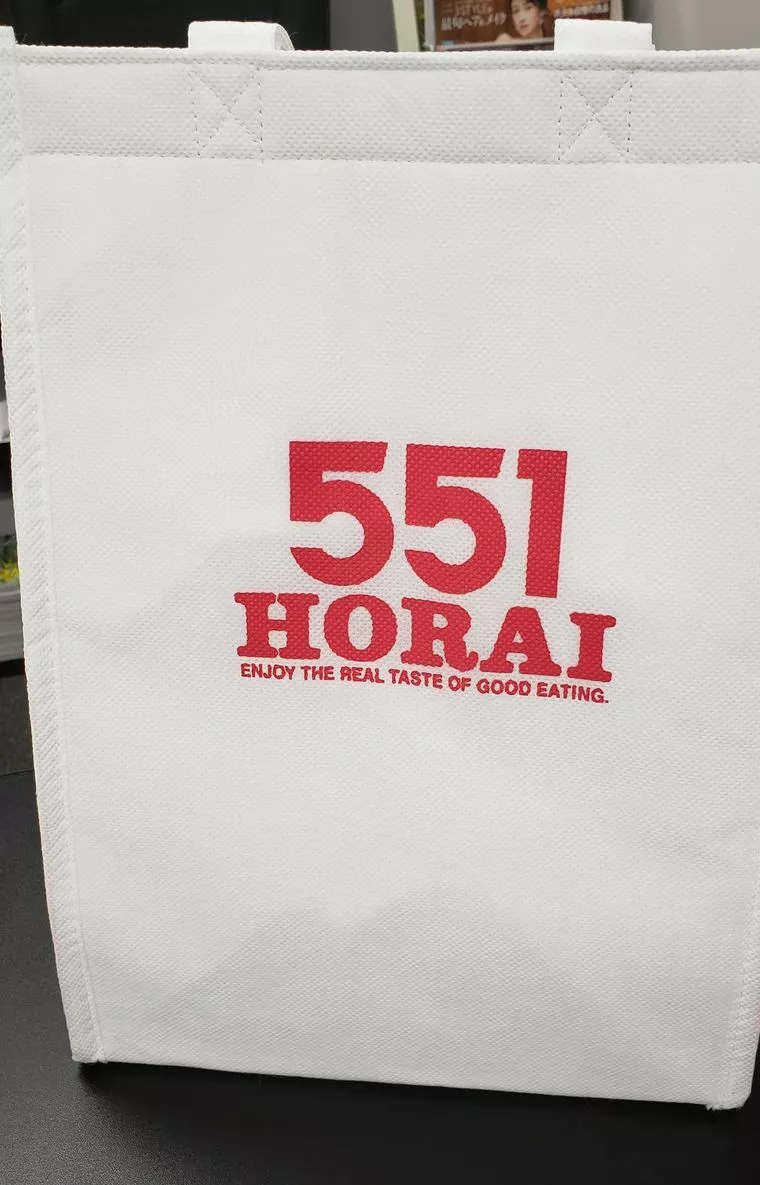 551
HORAI
ENJOY THE REAL TASTE OF GOOD EATING.